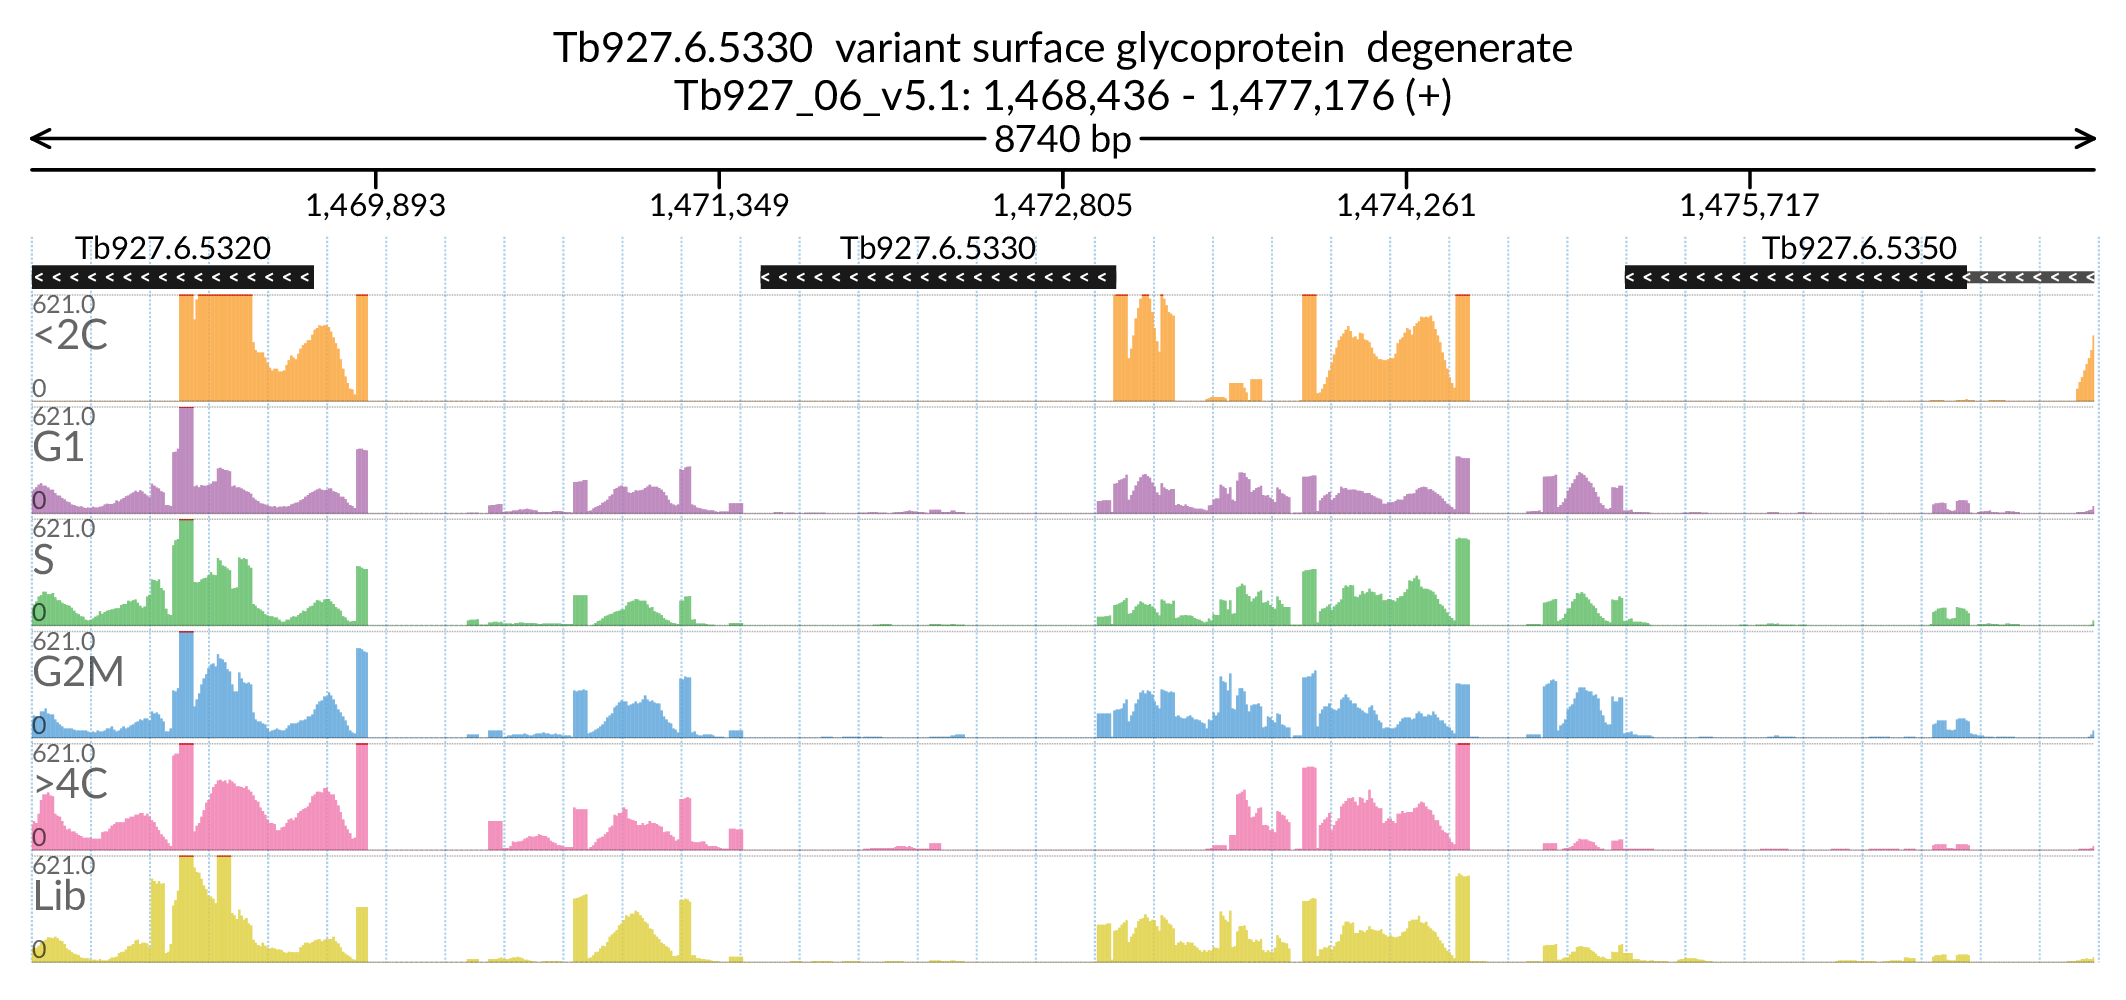 Tb927.6.5330  variant surface glycoprotein  degenerate
Tb927_06_v5.1: 1,468,436 - 1,477,176 (+)
8740 bp
1,469,893 1,471,349 1,472,805 1,474,261 1,475,717
Tb927.6.5320 Tb927.6.5330 Tb927.6.5350
621.0
<2C
0
621.0
G1
0
621.0
S
0
621.0
G2M
0
621.0
>4C
0
621.0
Lib
0